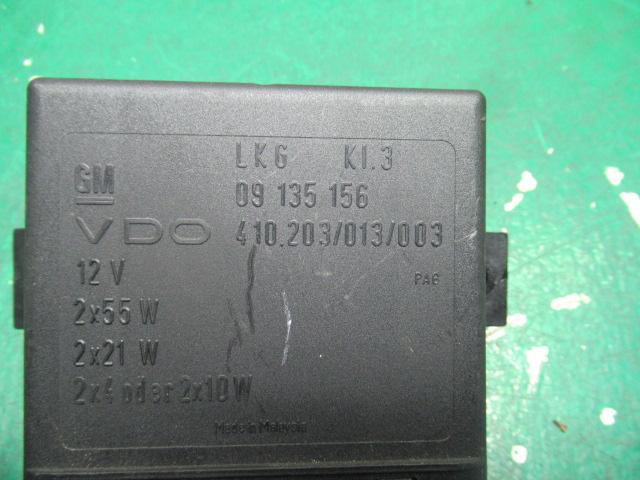 LKG Kl.3
GM 09 135 156
VDO 410.203/013/003
12 V PA6
2x55 W
2x21 W
2x4 oder 2x10W
Made in Malaysia